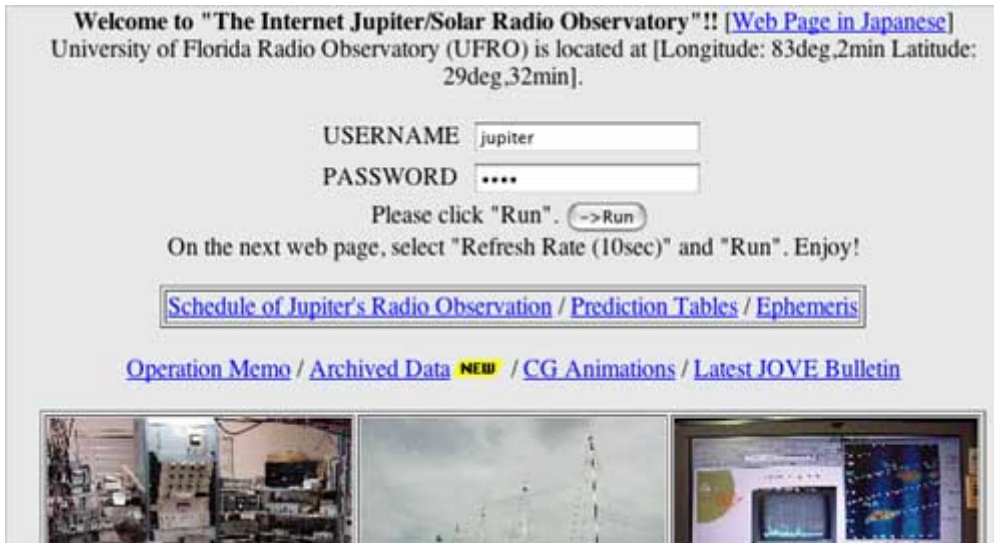 Welcome to "The Internet Jupiter/Solar Radio Observatory"!! [Web Page in Japanese]
University of Florida Radio Observatory (UFRO) is located at [Longitude: 83deg,2min Latitude:
29deg,32min].
USERNAME jupiter
PASSWORD ••••
Please click "Run". ->Run
On the next web page, select "Refresh Rate (10sec)" and "Run". Enjoy!
Schedule of Jupiter's Radio Observation / Prediction Tables / Ephemeris
Operation Memo / Archived Data NEW / CG Animations / Latest JOVE Bulletin